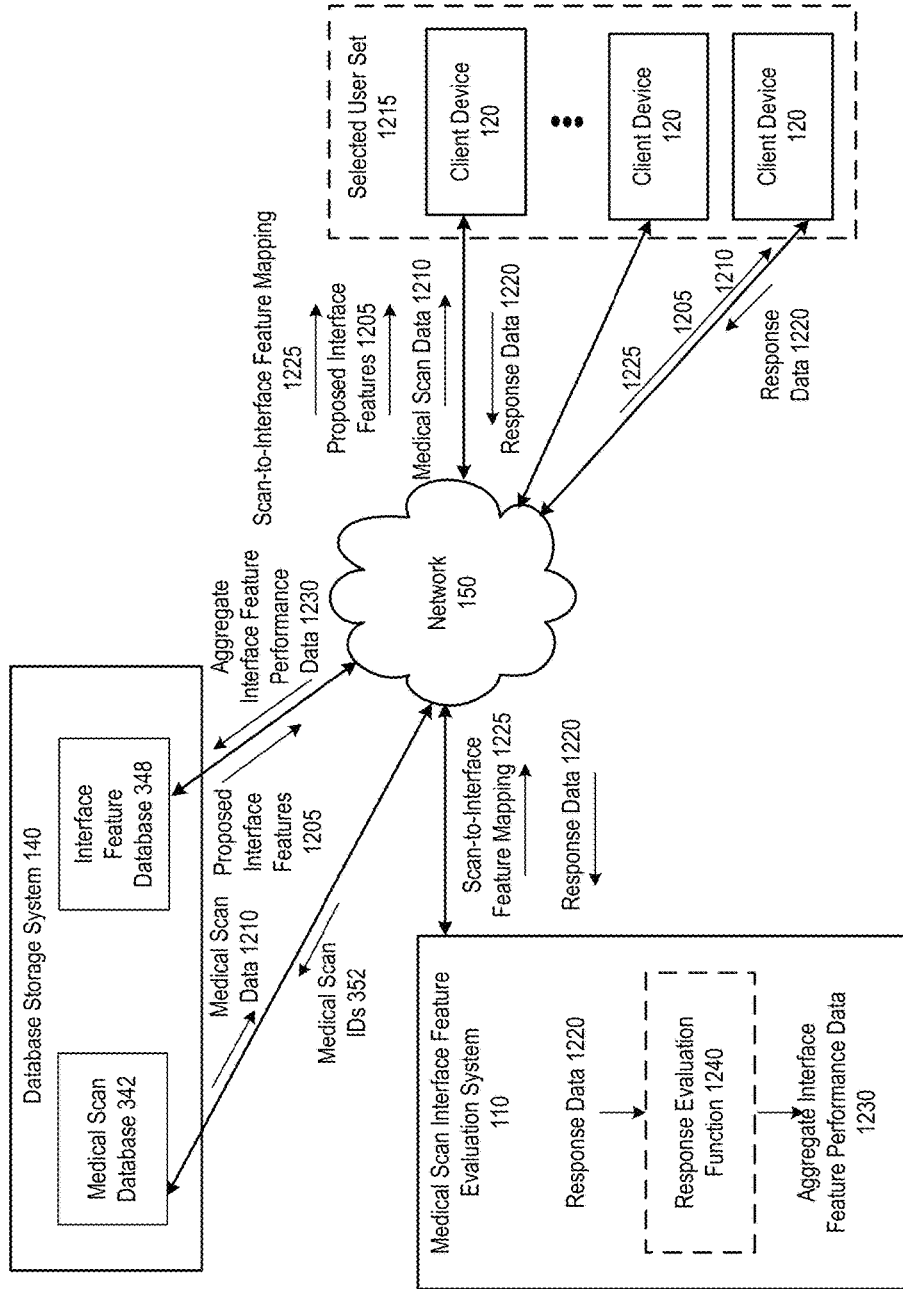 Database Storage System 140
Medical Scan
Database 342
Interface
Feature
Database 348
Medical Scan
Data 1210
Proposed
Interface
Features
1205
Aggregate
Interface Feature
Performance
Data 1230
Medical Scan
IDs 352
Network
150
Scan-to-Interface Feature Mapping
1225
Proposed Interface
Features 1205
Medical Scan Data 1210
Response Data 1220
Selected User Set
1215
Client Device
120
Client Device
120
Client Device
120
1225
1205
1210
Response
Data 1220
Scan-to-Interface
Feature Mapping 1225
Response Data 1220
Medical Scan Interface Feature
Evaluation System
110
Response Data 1220
Response Evaluation
Function 1240
Aggregate Interface
Feature Performance Data
1230